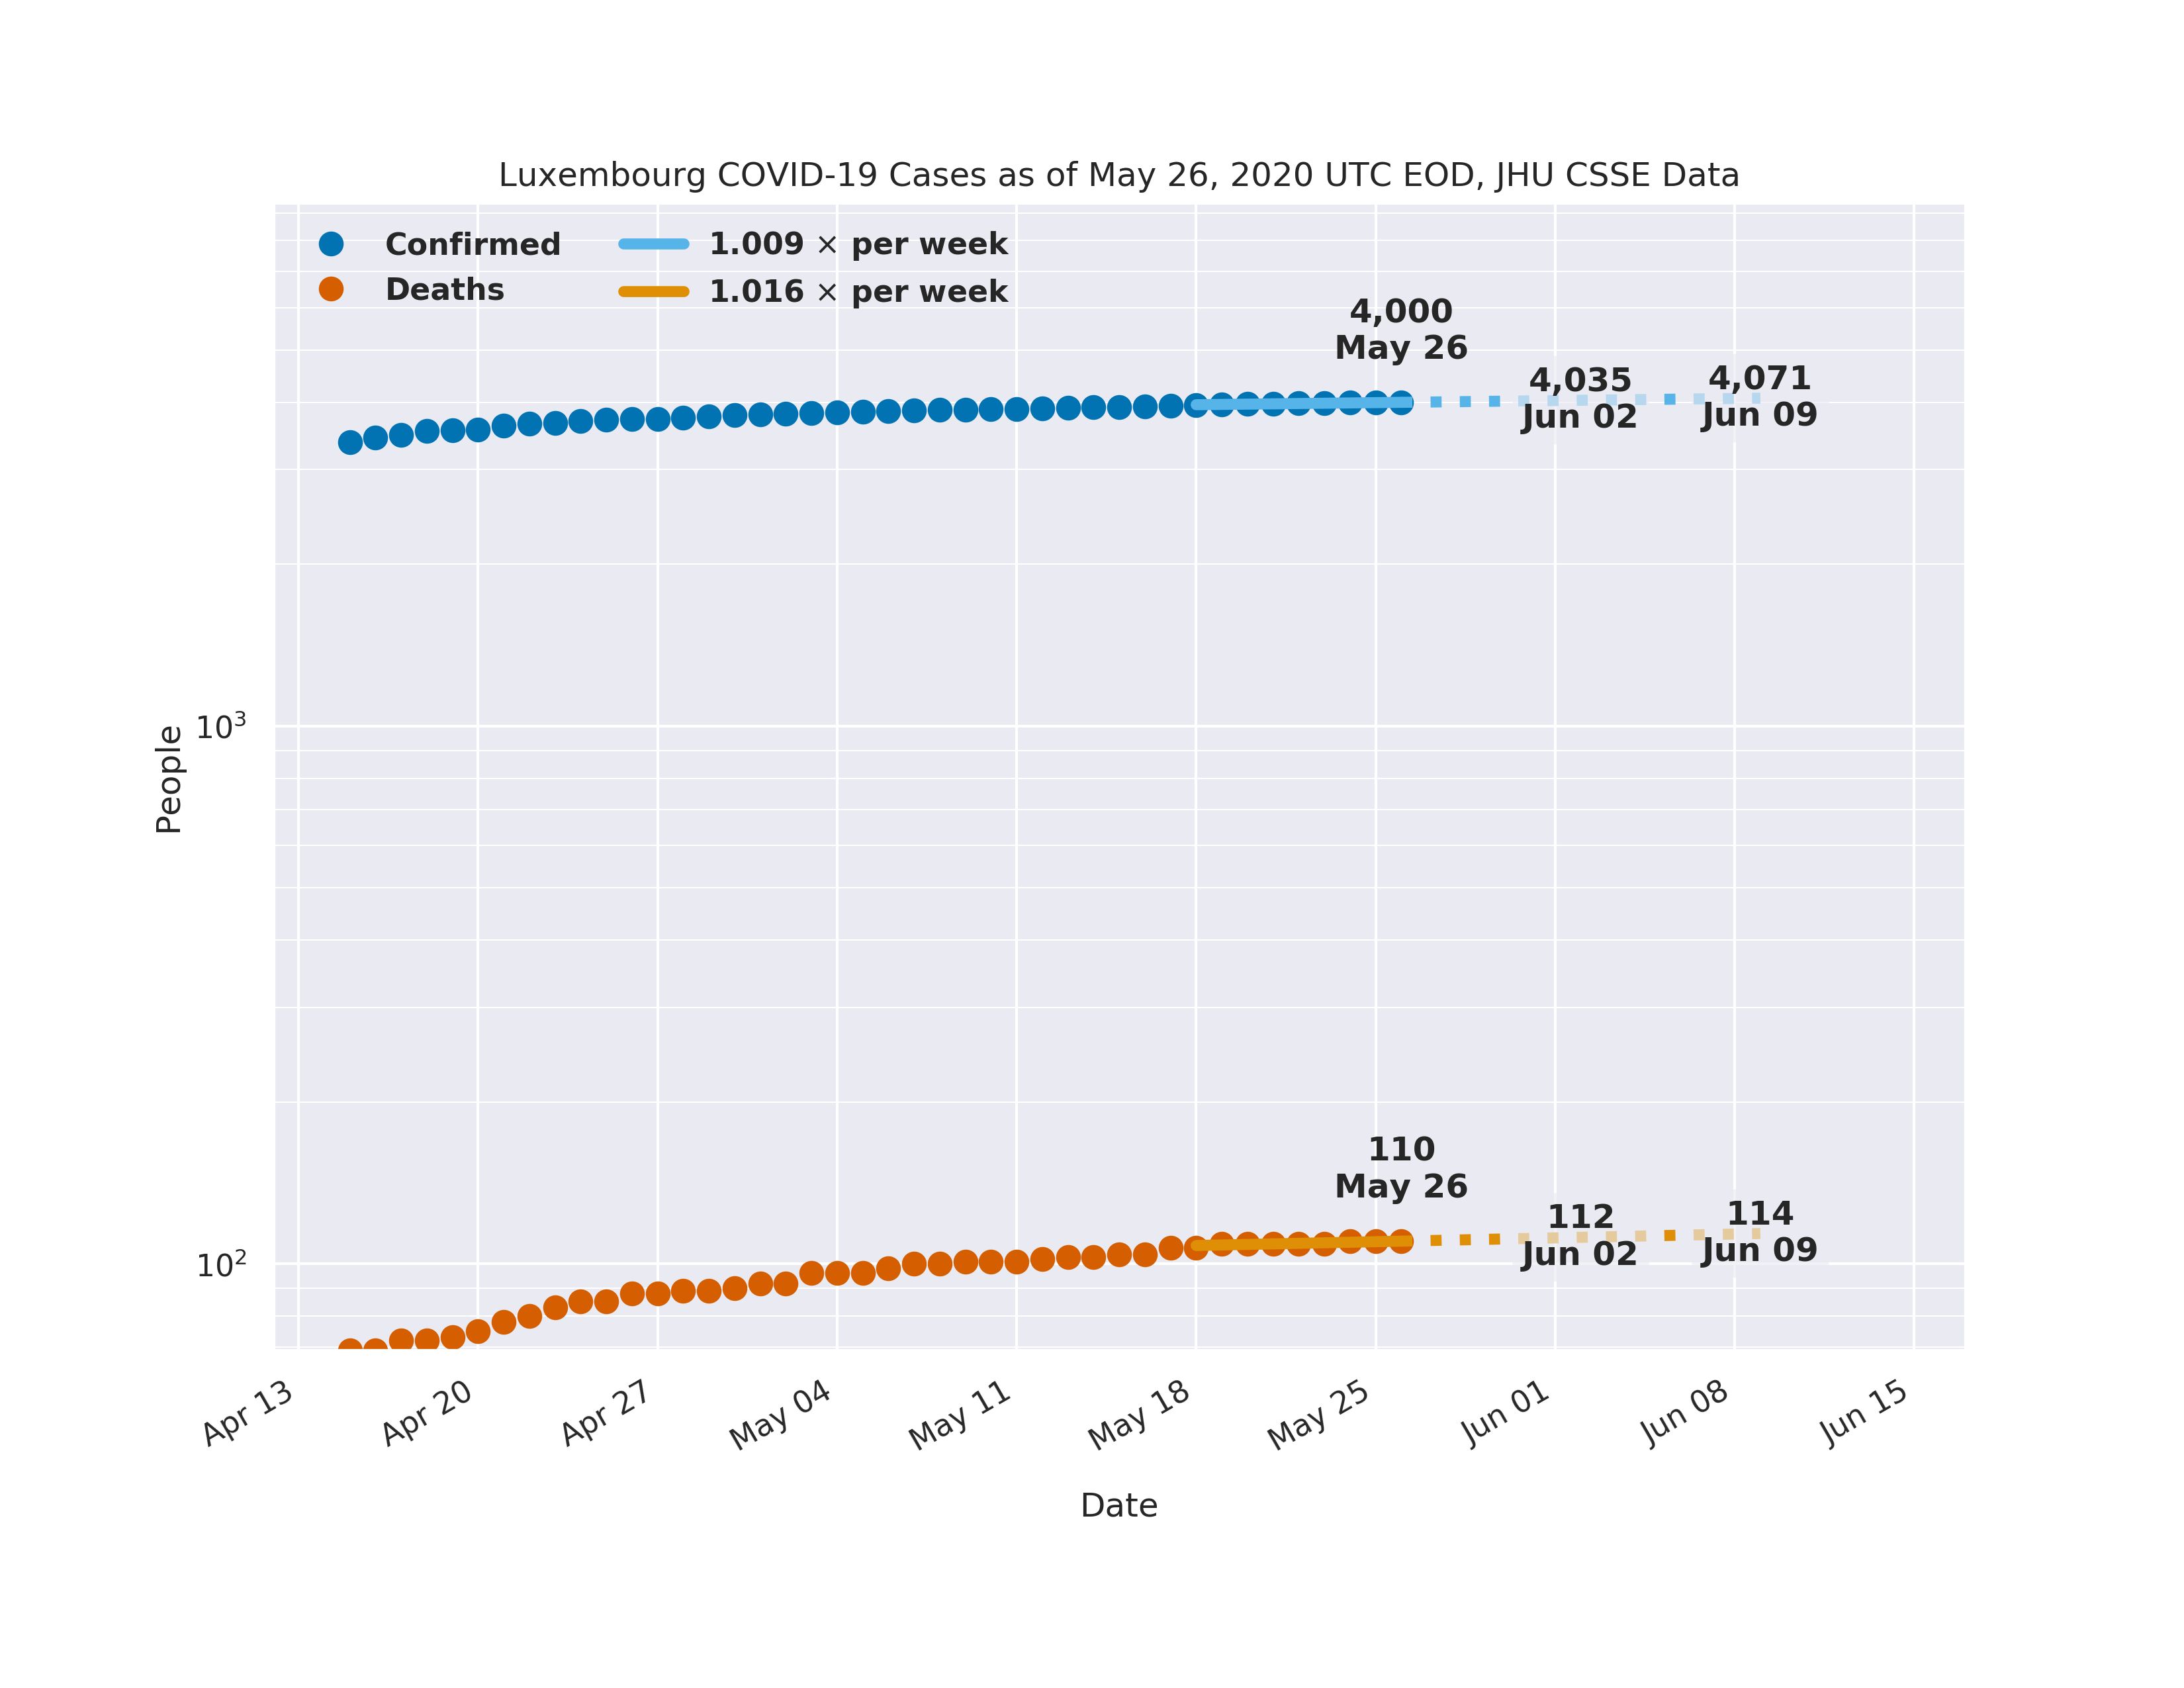 Luxembourg COVID-19 Cases as of May 26, 2020 UTC EOD, JHU CSSE Data
Confirmed
Deaths
1.009 × per week
1.016 × per week
4,000
May 26
4,035
Jun 02
4,071
Jun 09
People
10³
10²
110
May 26
112
Jun 02
114
Jun 09
Apr 13
Apr 20
Apr 27
May 04
May 11
May 18
May 25
Jun 01
Jun 08
Jun 15
Date